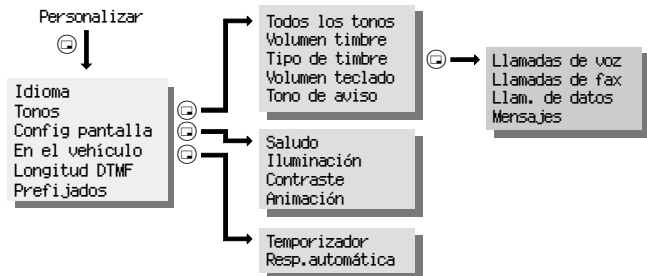 Personalizar
Idioma
Tonos
Config pantalla
En el vehículo
Longitud DTMF
Prefijados
Todos los tonos
Volumen timbre
Tipo de timbre
Volumen teclado
Tono de aviso
Llamadas de voz
Llamadas de fax
Llam. de datos
Mensajes
Saludo
Iluminación
Contraste
Animación
Temporizador
Resp.automática